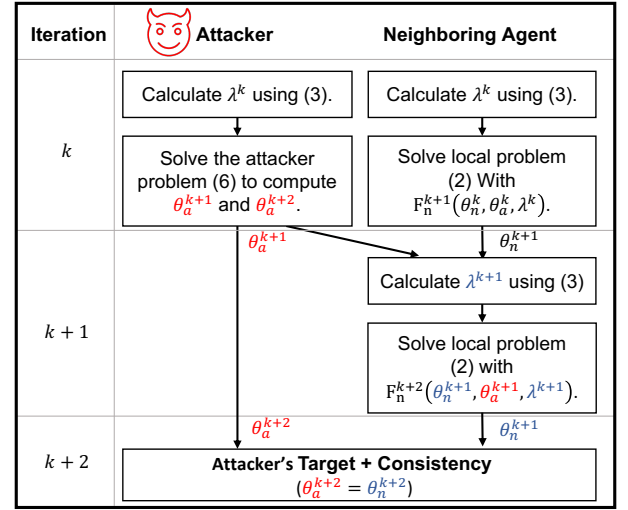 Iteration
Attacker
Neighboring Agent
k
Calculate λ^k using (3).
Calculate λ^k using (3).
Solve the attacker
problem (6) to compute
θ_a^{k+1} and θ_a^{k+2}.
Solve local problem
(2) With
F_n^{k+1}(θ_n^k, θ_a^k, λ^k).
θ_a^{k+1}
θ_n^{k+1}
k + 1
Calculate λ^{k+1} using (3)
Solve local problem
(2) with
F_n^{k+2}(θ_n^{k+1}, θ_a^{k+1}, λ^{k+1}).
θ_a^{k+2}
θ_n^{k+1}
k + 2
Attacker's Target + Consistency
(θ_a^{k+2} = θ_n^{k+2})